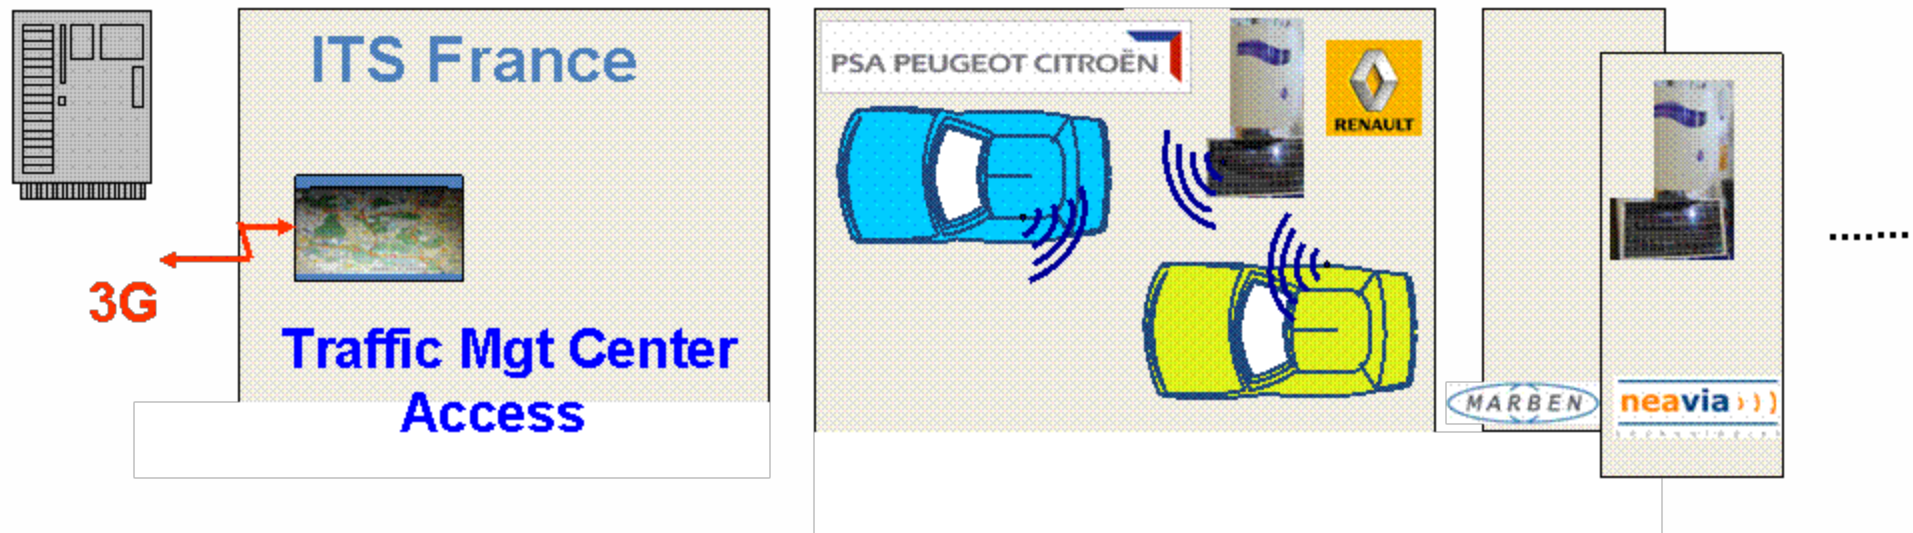 ITS France
3G
Traffic Mgt Center
Access
PSA PEUGEOT CITROËN
RENAULT
MARBEN
neavia